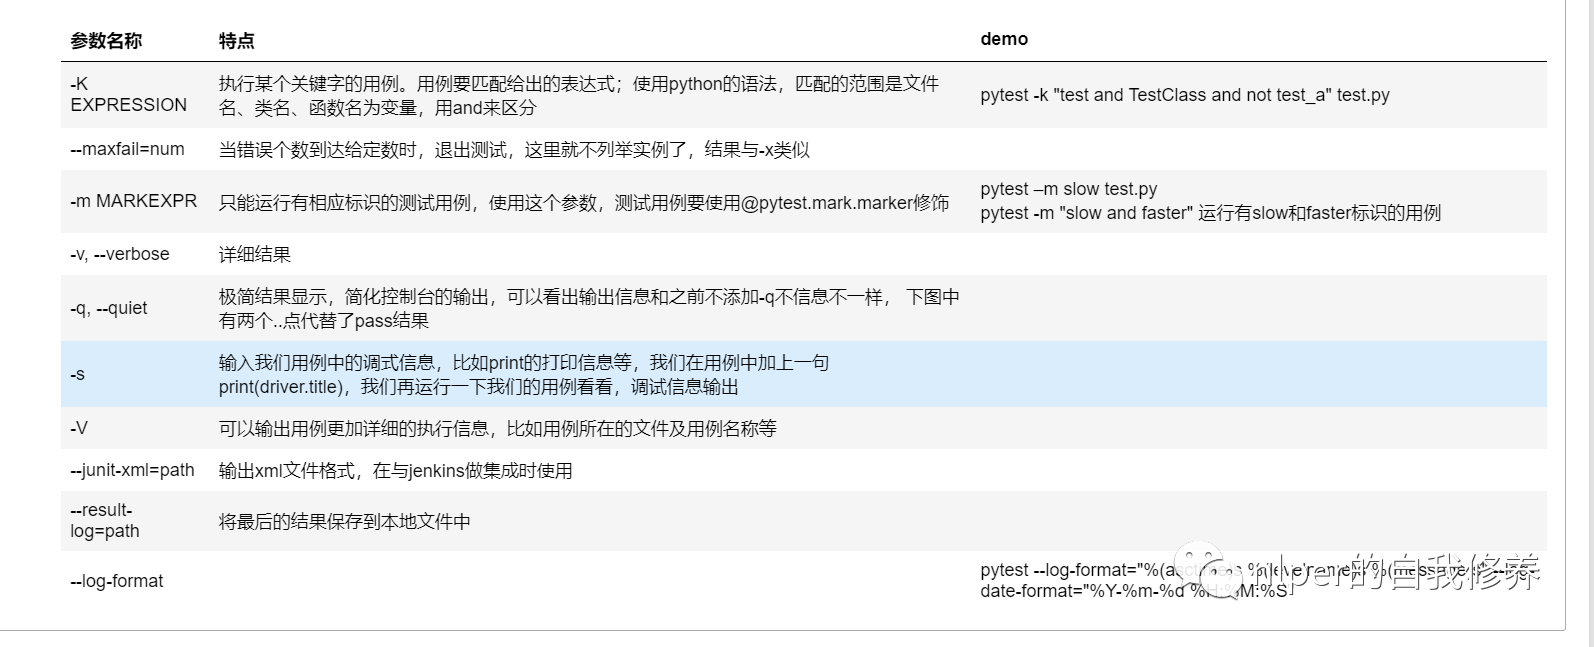 参数名称 特点 demo
-K
EXPRESSION
执行某个关键字的用例。用例要匹配给出的表达式；使用python的语法，匹配的范围是文件
名、类名、函数名为变量，用and来区分
pytest -k "test and TestClass and not test_a" test.py
--maxfail=num 当错误个数到达给定数时，退出测试，这里就不列举实例了，结果与-x类似
-m MARKEXPR 只能运行有相应标识的测试用例，使用这个参数，测试用例要使用@pytest.mark.marker修饰
pytest –m slow test.py
pytest -m "slow and faster" 运行有slow和faster标识的用例
-v, --verbose 详细结果
-q, --quiet
极简结果显示，简化控制台的输出，可以看出输出信息和之前不添加-q不信息不一样， 下图中
有两个..点代替了pass结果
-s
输入我们用例中的调式信息，比如print的打印信息等，我们在用例中加上一句
print(driver.title)，我们再运行一下我们的用例看看，调试信息输出
-V 可以输出用例更加详细的执行信息，比如用例所在的文件及用例名称等
--junit-xml=path 输出xml文件格式，在与jenkins做集成时使用
--result-
log=path
将最后的结果保存到本地文件中
--log-format
pytest --log-format="%(asctime)s %(levelname)s %(message)s"
date-format="%Y-%m-%d %H:%M:%S
nlper的自我修养